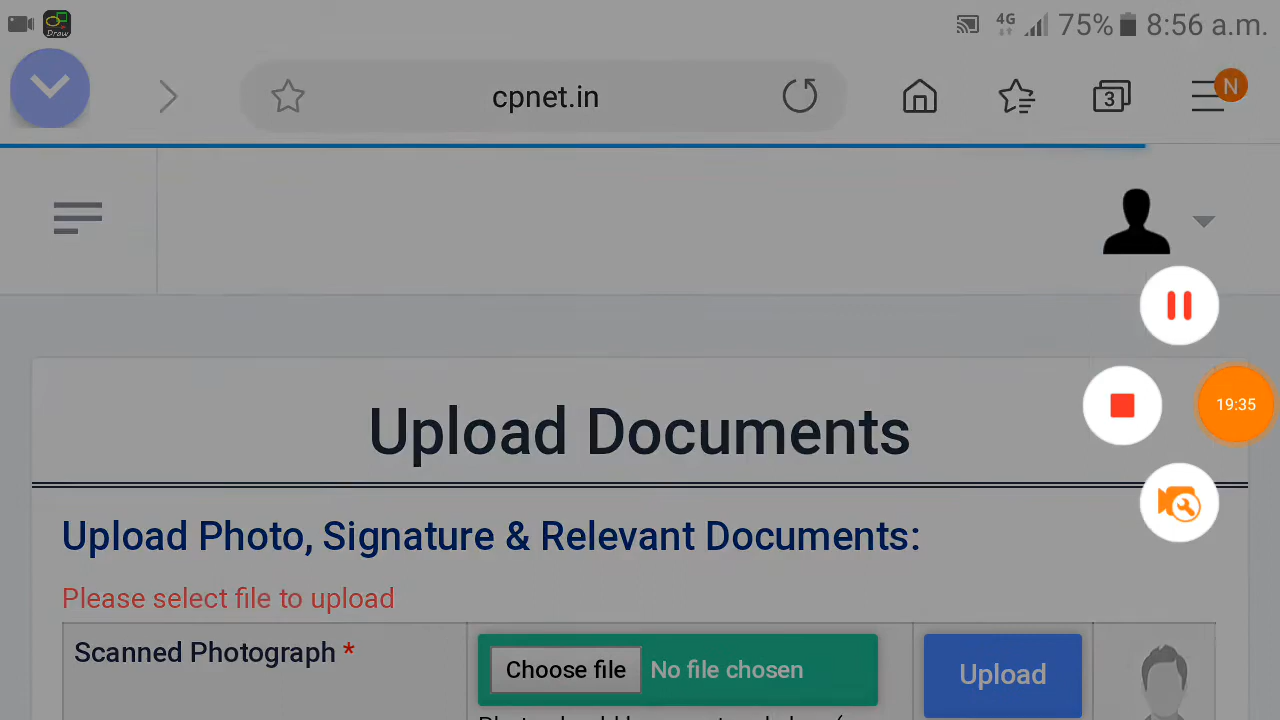 Draw 4G 75% 8:56 a.m.
cpnet.in 3 N
19:35
Upload Documents
Upload Photo, Signature & Relevant Documents:
Please select file to upload
Scanned Photograph * Choose file No file chosen Upload